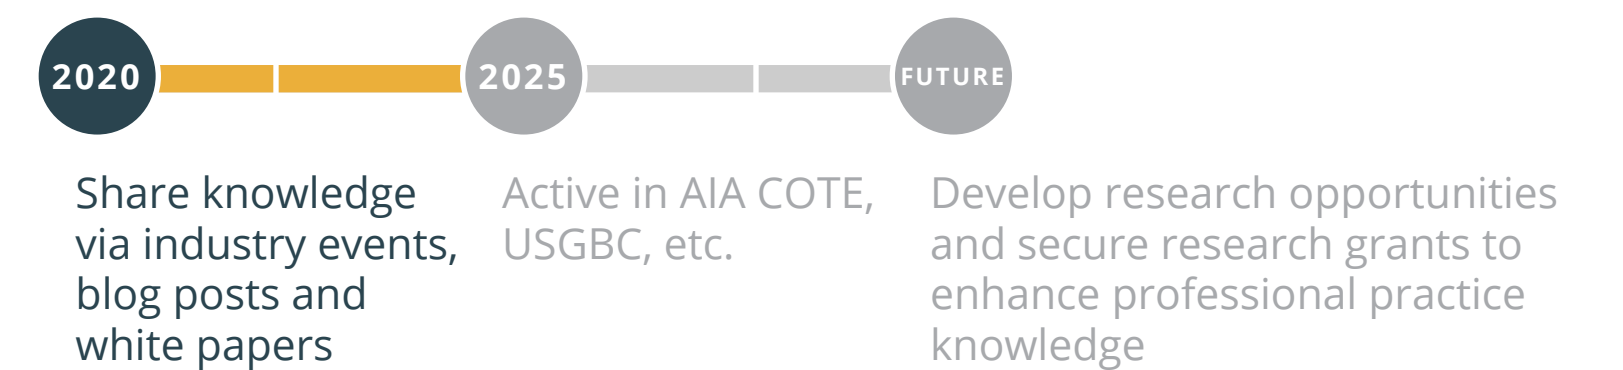 2020
2025
FUTURE
Share knowledge
via industry events,
blog posts and
white papers
Active in AIA COTE,
USGBC, etc.
Develop research opportunities
and secure research grants to
enhance professional practice
knowledge